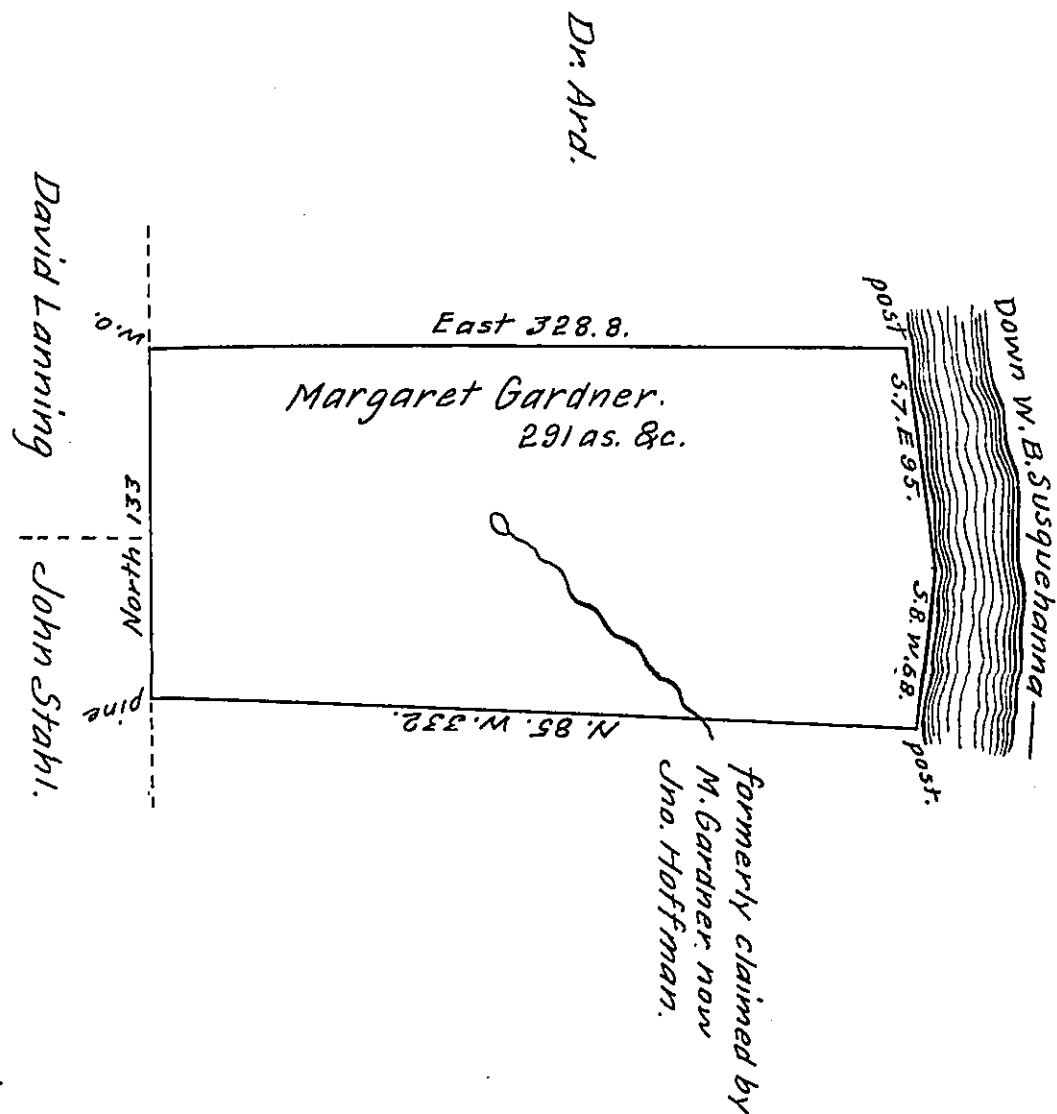 Dr. Ard.
David Lanning
John Stahl.
Down W.B. Susquehanna
post
S.7.E 95.
S.8.W.68.
post.
East 328.8.
w.o.
Margaret Gardner.
291 as. &c.
North 133
pine
N. 85. W. 332.
formerly claimed by
M. Gardner now
Jno. Hoffman.